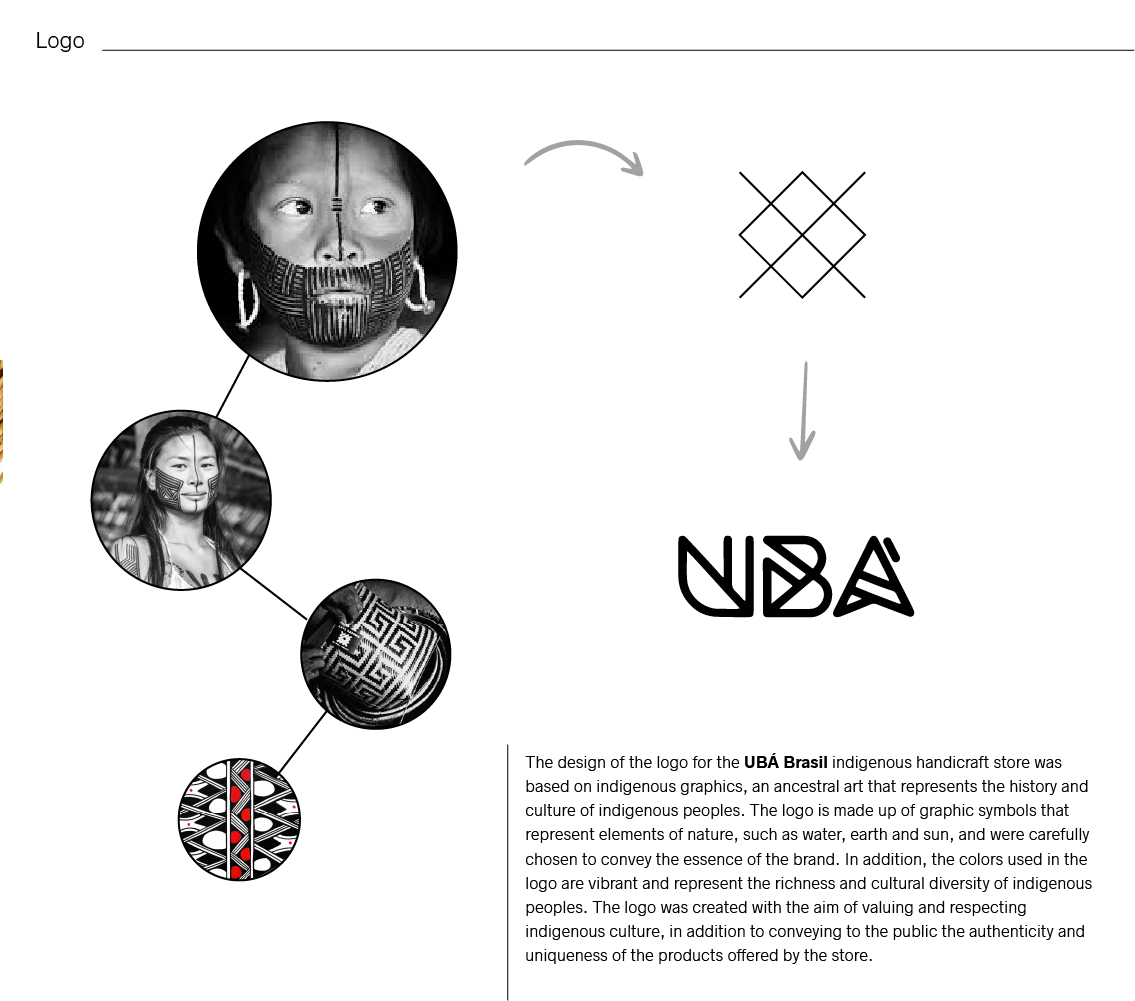 Logo
UBÁ
The design of the logo for the UBÁ Brasil indigenous handicraft store was
based on indigenous graphics, an ancestral art that represents the history and
culture of indigenous peoples. The logo is made up of graphic symbols that
represent elements of nature, such as water, earth and sun, and were carefully
chosen to convey the essence of the brand. In addition, the colors used in the
logo are vibrant and represent the richness and cultural diversity of indigenous
peoples. The logo was created with the aim of valuing and respecting
indigenous culture, in addition to conveying to the public the authenticity and
uniqueness of the products offered by the store.